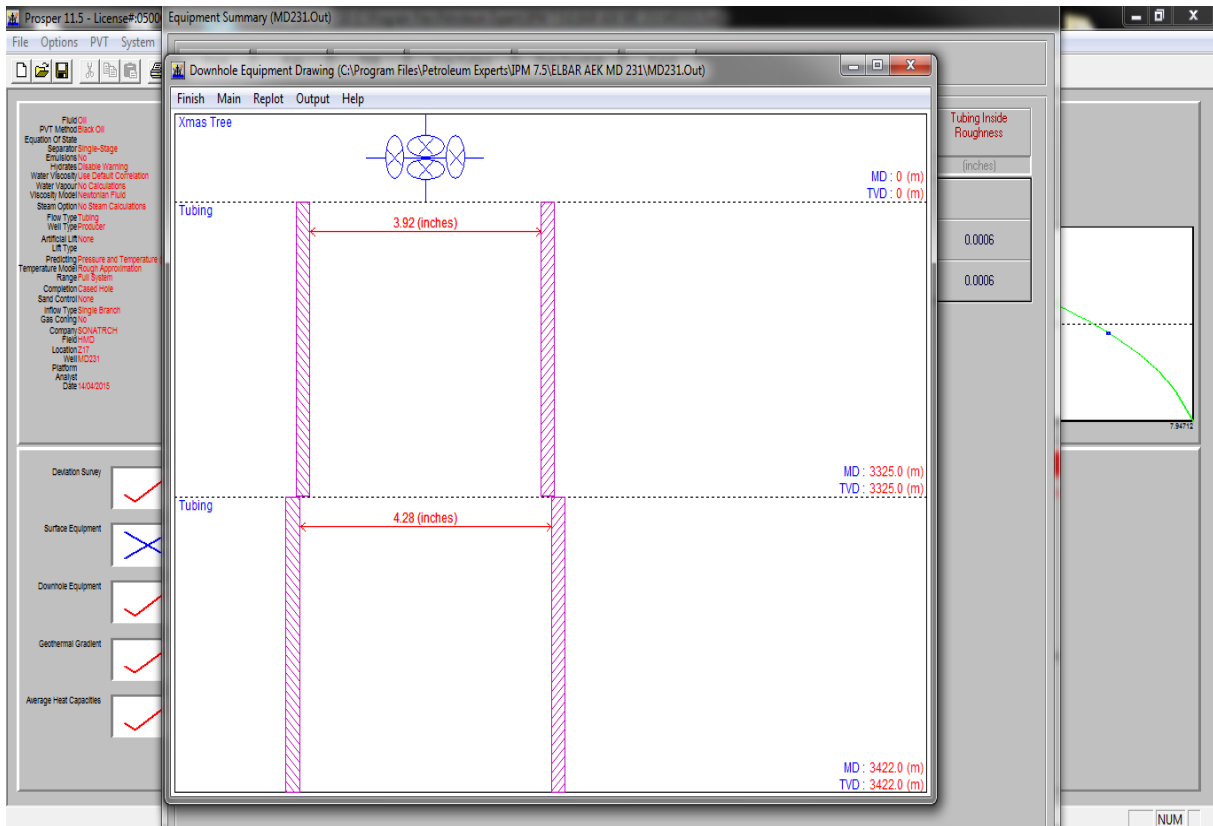 Prosper 11.5 - License#:0500
Equipment Summary (MD231.Out)
File Options PVT System
Downhole Equipment Drawing (C:\Program Files\Petroleum Experts\IPM 7.5\ELBAR AEK MD 231\MD231.Out)
Finish Main Replot Output Help
Xmas Tree
MD : 0 (m)
TVD : 0 (m)
Tubing
3.92 (inches)
MD : 3325.0 (m)
TVD : 3325.0 (m)
Tubing
4.28 (inches)
MD : 3422.0 (m)
TVD : 3422.0 (m)
Tubing Inside
Roughness
(inches)
0.0006
0.0006
7.94712
Fluid Oil
PVT Method Black Oil
Equation Of State
Separator Single-Stage
Emulsions No
Hydrates Disable Warning
Water Viscosity Use Default Correlation
Water Vapour No Calculations
Viscosity Model Newtonian Fluid
Steam Option No Steam Calculations
Flow Type Tubing
Well Type Producer
Artificial Lift None
Lift Type
Predicting Pressure and Temperature
Temperature Model Rough Approximation
Range Full System
Completion Cased Hole
Sand Control None
Inflow Type Single Branch
Gas Coning No
Company SONATRCH
Field HMD
Location Z17
Well MD231
Platform
Analyst
Date 14/04/2015
Deviation Survey
Surface Equipment
Downhole Equipment
Geothermal Gradient
Average Heat Capacities
NUM